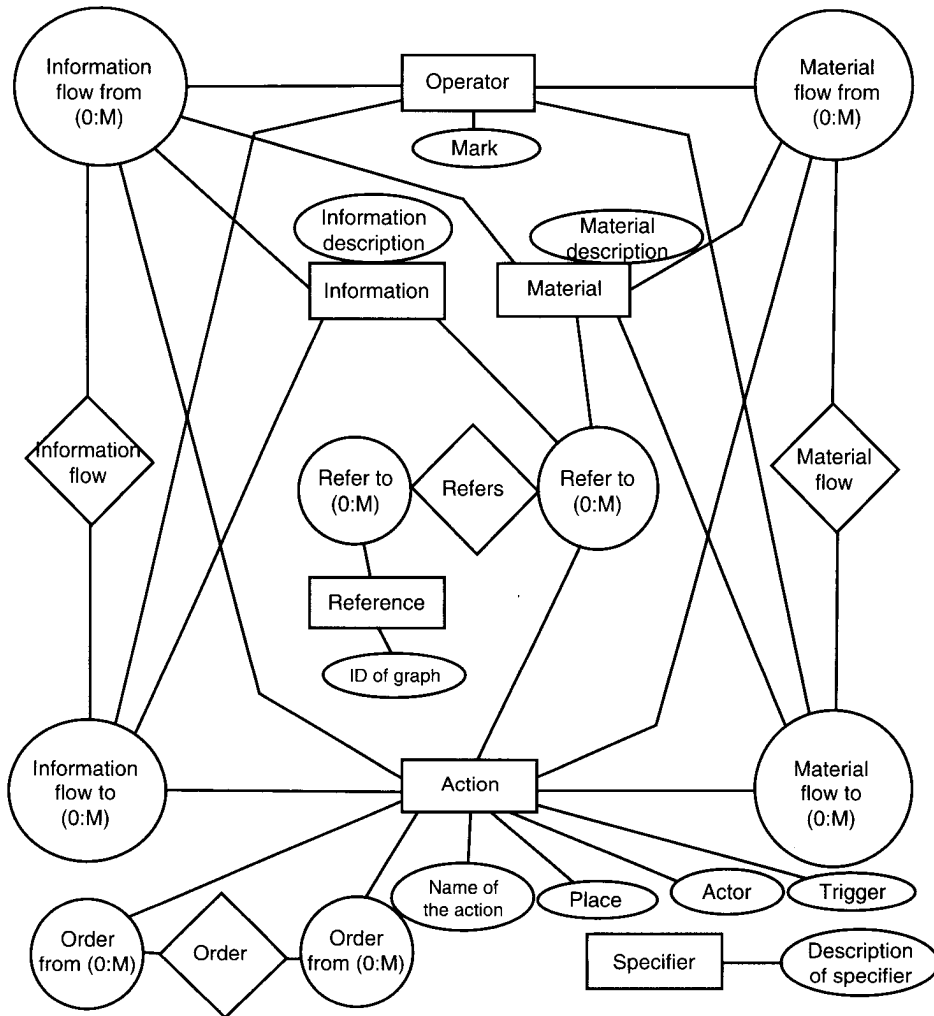 Information
flow from
(0:M)
Operator
Material
flow from
(0:M)
Mark
Information
description
Material
description
Information
Material
Information
flow
Refer to
(0:M)
Refers
Refer to
(0:M)
Material
flow
Reference
ID of graph
Information
flow to
(0:M)
Action
Material
flow to
(0:M)
Name of
the action
Place
Actor
Trigger
Order
from (0:M)
Order
Order
from (0:M)
Specifier
Description
of specifier